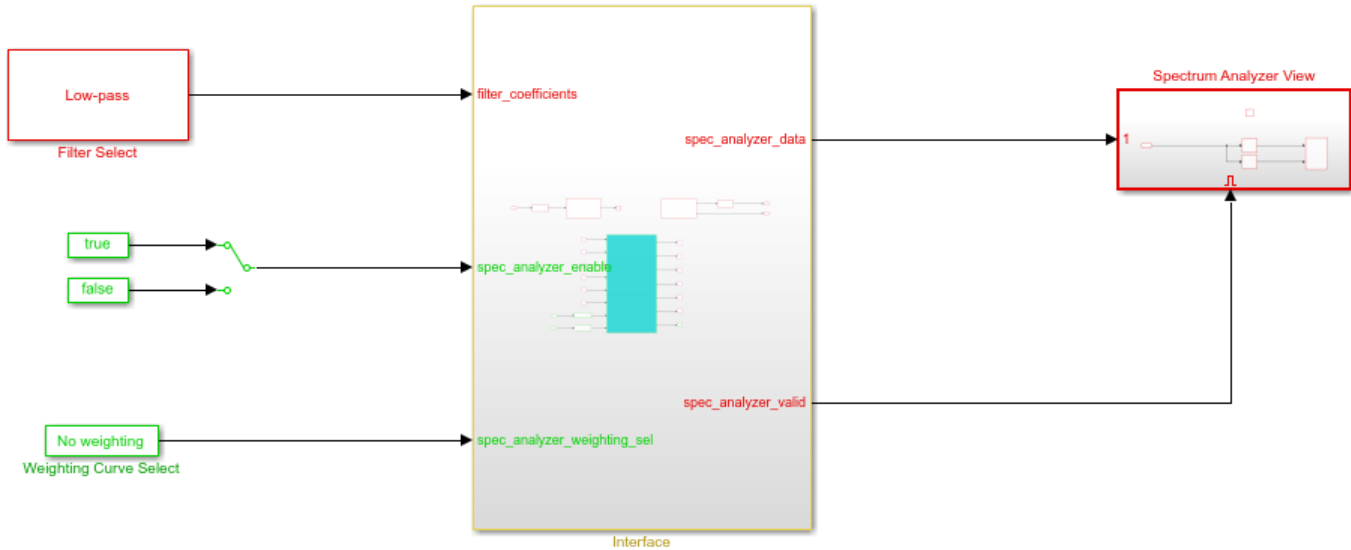 Low-pass
Filter Select
true
false
No weighting
Weighting Curve Select
filter_coefficients
spec_analyzer_enable
spec_analyzer_weighting_sel
spec_analyzer_data
spec_analyzer_valid
Interface
Spectrum Analyzer View
1